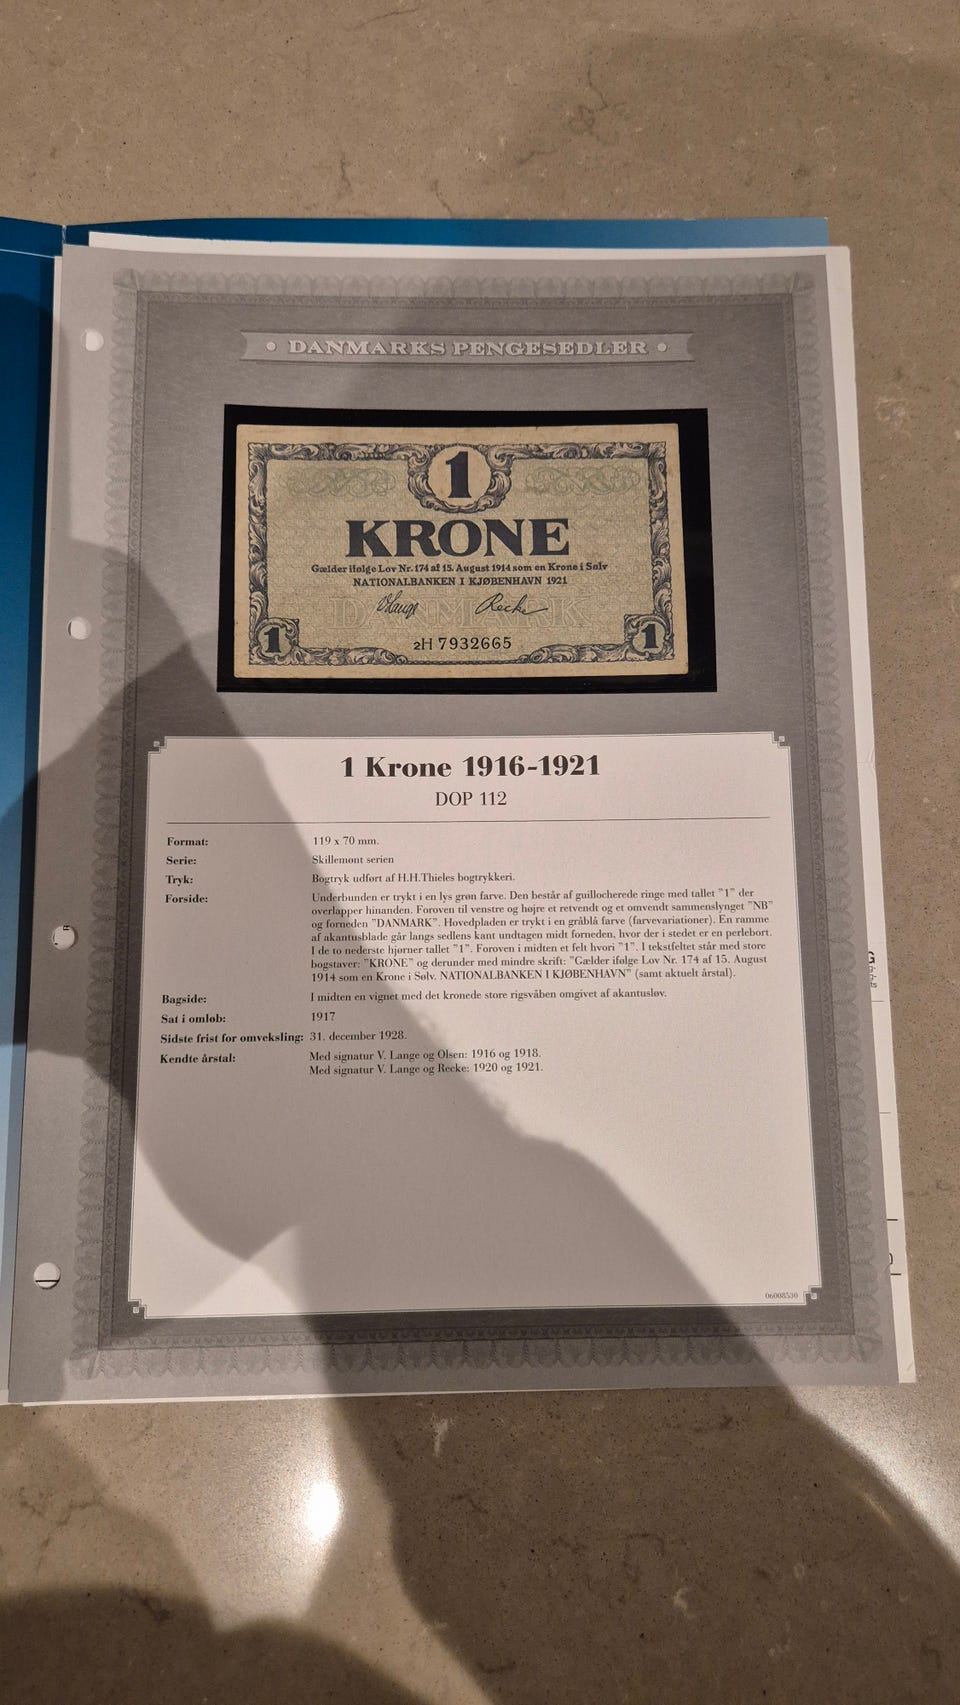 • DANMARKS PENGESEDLER •
1
KRONE
Gælder ifølge Lov Nr. 174 af 15. August 1914 som en Krone i Sølv
NATIONALBANKEN I KJØBENHAVN 1921
DANMARK
V Lange Recke
1 2H 7932665 1
1 Krone 1916-1921
DOP 112
Format: 119 x 70 mm.
Serie: Skillemønt serien
Tryk: Bogtryk udført af H.H.Thieles bogtrykkeri.
Forside: Underbunden er trykt i en lys grøn farve. Den består af guillocherede ringe med tallet "1" der
overlapper hinanden. Foroven til venstre og højre et retvendt og et omvendt sammenslynget "NB"
og forneden "DANMARK". Hovedpladen er trykt i en gråblå farve (farvevariationer). En ramme
af akantusblade går langs sedlens kant undtagen midt forneden, hvor der i stedet er en perlebort.
I de to nederste hjørner tallet "1". Foroven i midten et felt hvori "1". I tekstfeltet står med store
bogstaver: "KRONE" og derunder med mindre skrift: "Gælder ifølge Lov Nr. 174 af 15. August
1914 som en Krone i Sølv. NATIONALBANKEN I KJØBENHAVN" (samt aktuelt årstal).
Bagside: I midten en vignet med det kronede store rigsvåben omgivet af akantusløv.
Sat i omløb: 1917
Sidste frist for omveksling: 31. december 1928.
Kendte årstal: Med signatur V. Lange og Olsen: 1916 og 1918.
Med signatur V. Lange og Recke: 1920 og 1921.
06008530